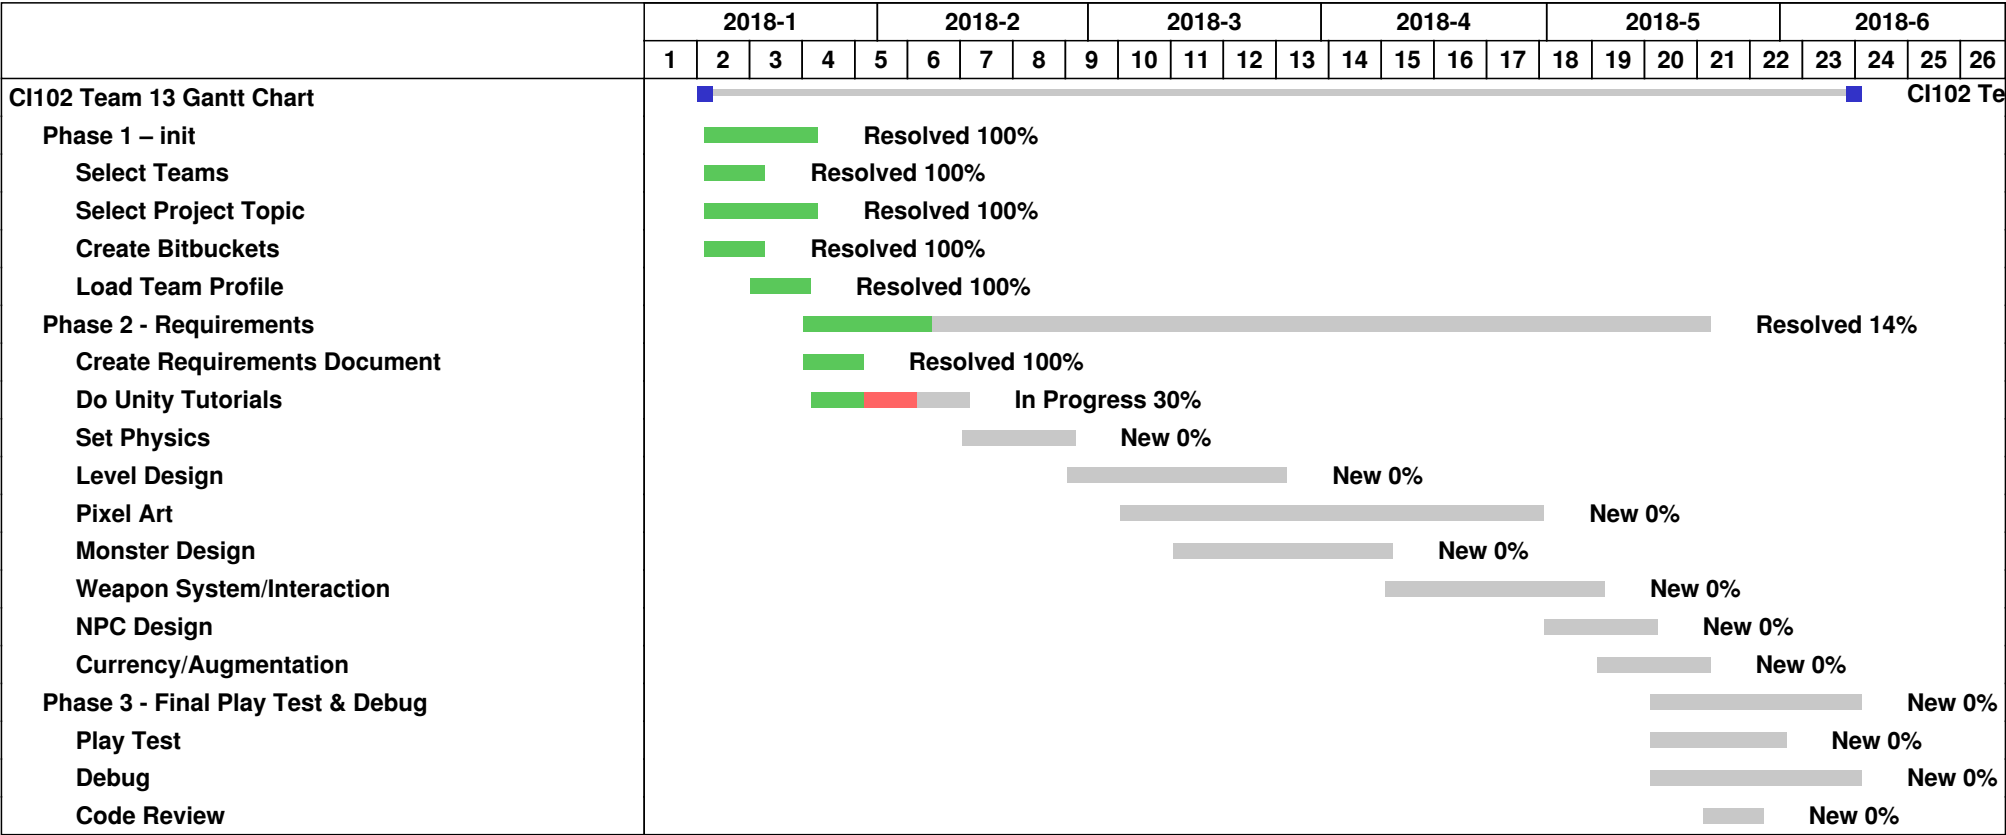 2018-1 2018-2 2018-3 2018-4 2018-5 2018-6
1 2 3 4 5 6 7 8 9 10 11 12 13 14 15 16 17 18 19 20 21 22 23 24 25 26
CI102 Team 13 Gantt Chart CI102 Te
Phase 1 – init Resolved 100%
Select Teams Resolved 100%
Select Project Topic Resolved 100%
Create Bitbuckets Resolved 100%
Load Team Profile Resolved 100%
Phase 2 - Requirements Resolved 14%
Create Requirements Document Resolved 100%
Do Unity Tutorials In Progress 30%
Set Physics New 0%
Level Design New 0%
Pixel Art New 0%
Monster Design New 0%
Weapon System/Interaction New 0%
NPC Design New 0%
Currency/Augmentation New 0%
Phase 3 - Final Play Test & Debug New 0%
Play Test New 0%
Debug New 0%
Code Review New 0%